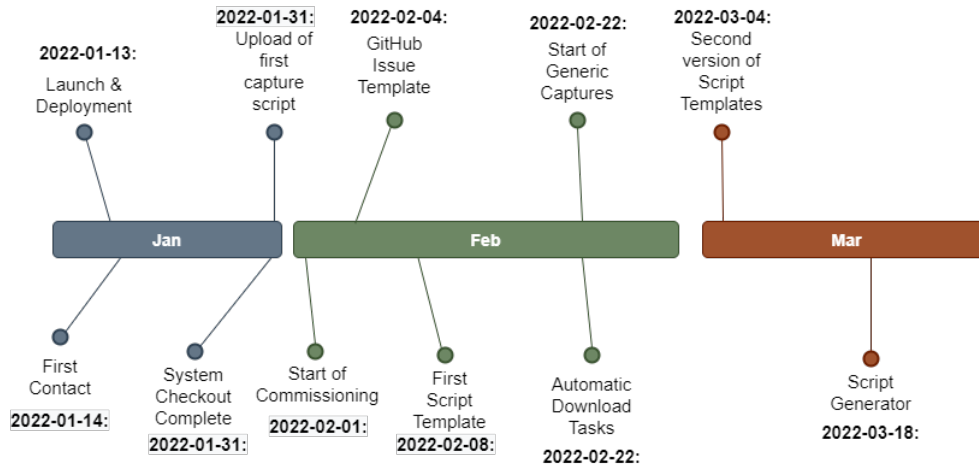 2022-01-13:
Launch &
Deployment
2022-01-31:
Upload of
first
capture
script
2022-02-04:
GitHub
Issue
Template
2022-02-22:
Start of
Generic
Captures
2022-03-04:
Second
version of
Script
Templates
Jan
Feb
Mar
First
Contact
2022-01-14:
System
Checkout
Complete
2022-01-31:
Start of
Commissioning
2022-02-01:
First
Script
Template
2022-02-08:
Automatic
Download
Tasks
2022-02-22:
Script
Generator
2022-03-18: